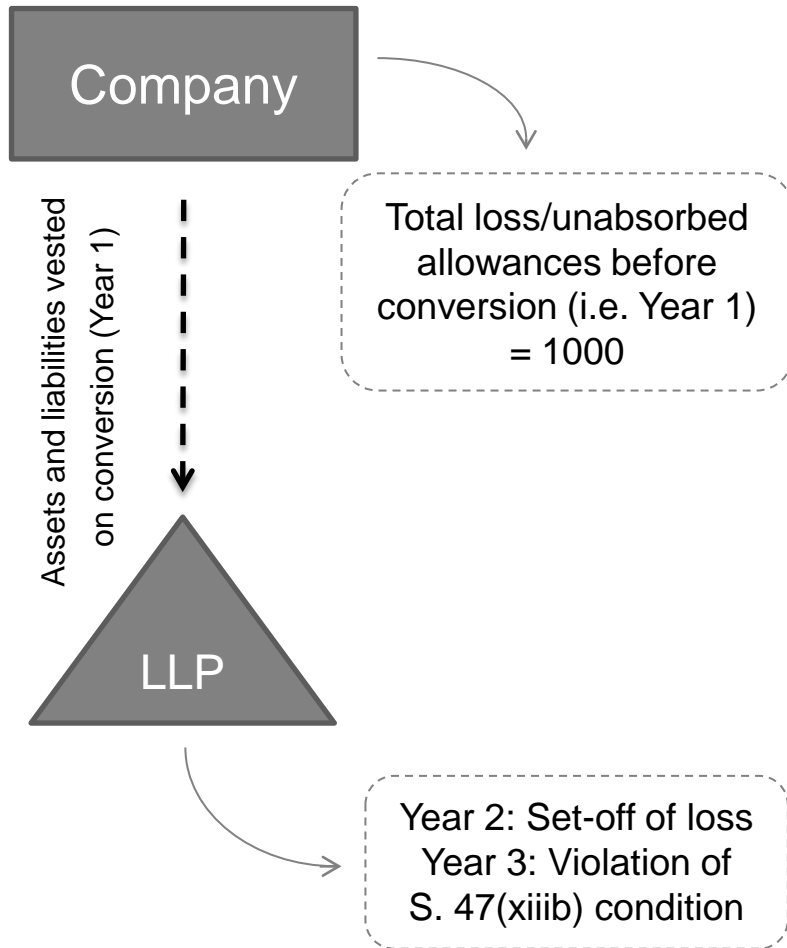 Company
Total loss/unabsorbed
allowances before
conversion (i.e. Year 1)
= 1000
Assets and liabilities vested
on conversion (Year 1)
LLP
Year 2: Set-off of loss
Year 3: Violation of
S. 47(xiiib) condition